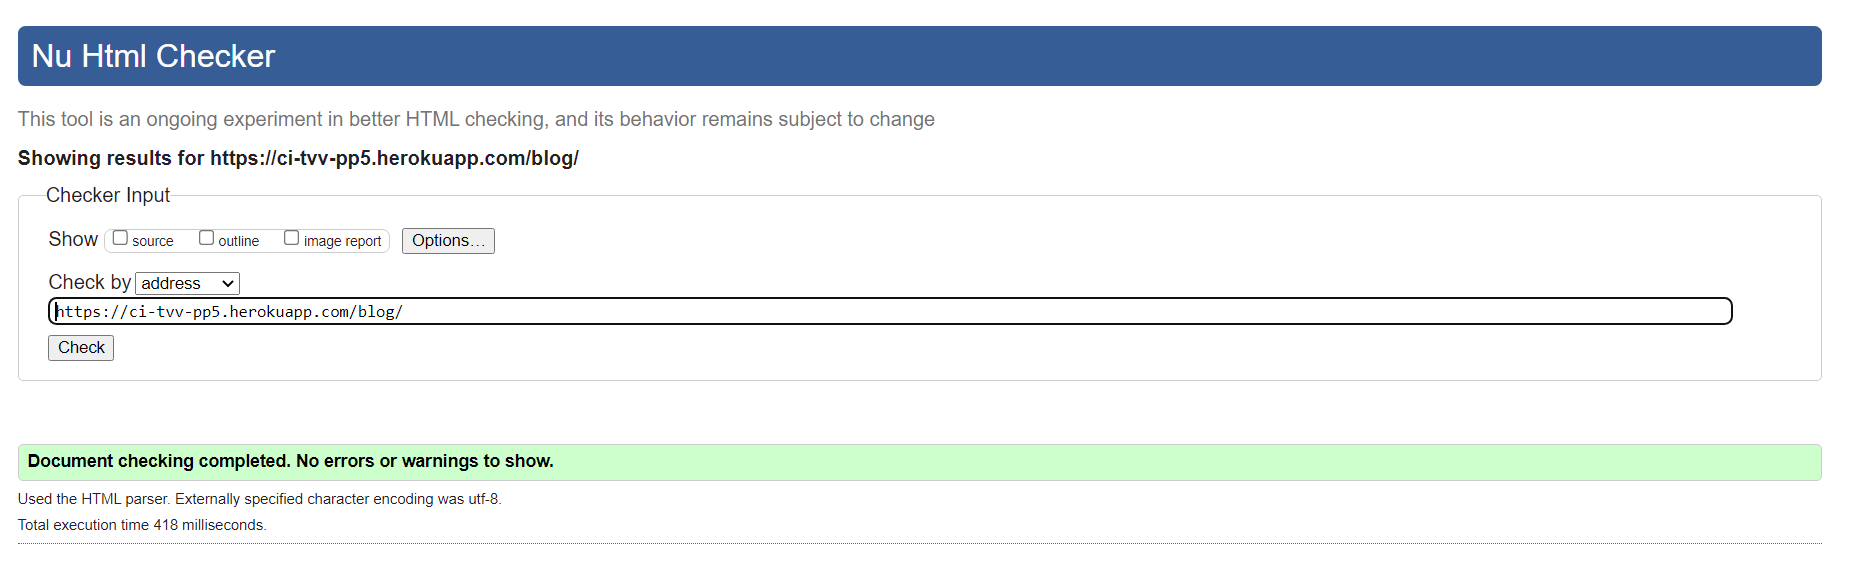 Nu Html Checker
This tool is an ongoing experiment in better HTML checking, and its behavior remains subject to change
Showing results for https://ci-tvv-pp5.herokuapp.com/blog/
Checker Input
Show source outline image report Options...
Check by address
https://ci-tvv-pp5.herokuapp.com/blog/
Check
Document checking completed. No errors or warnings to show.
Used the HTML parser. Externally specified character encoding was utf-8.
Total execution time 418 milliseconds.